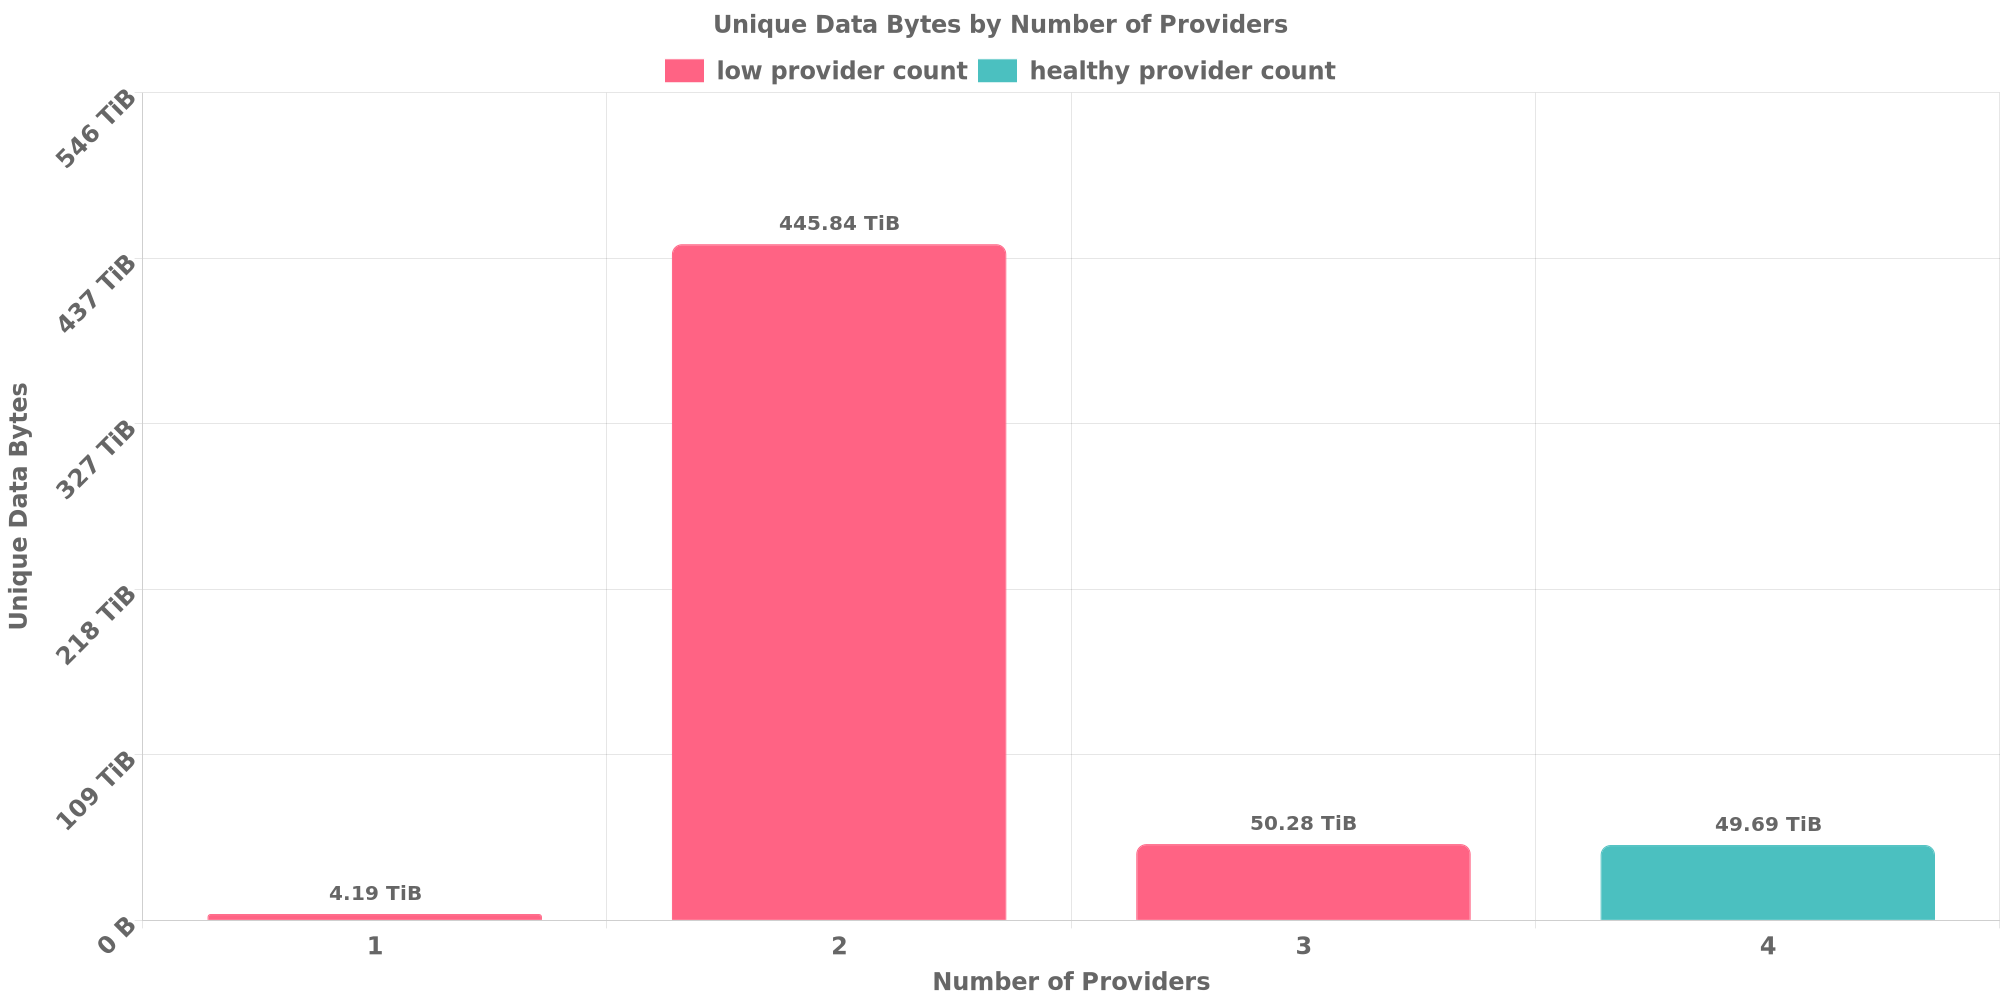 Unique Data Bytes by Number of Providers
low provider count healthy provider count
546 TiB
437 TiB
327 TiB
218 TiB
109 TiB
0 B
Unique Data Bytes
4.19 TiB
445.84 TiB
50.28 TiB
49.69 TiB
1 2 3 4
Number of Providers